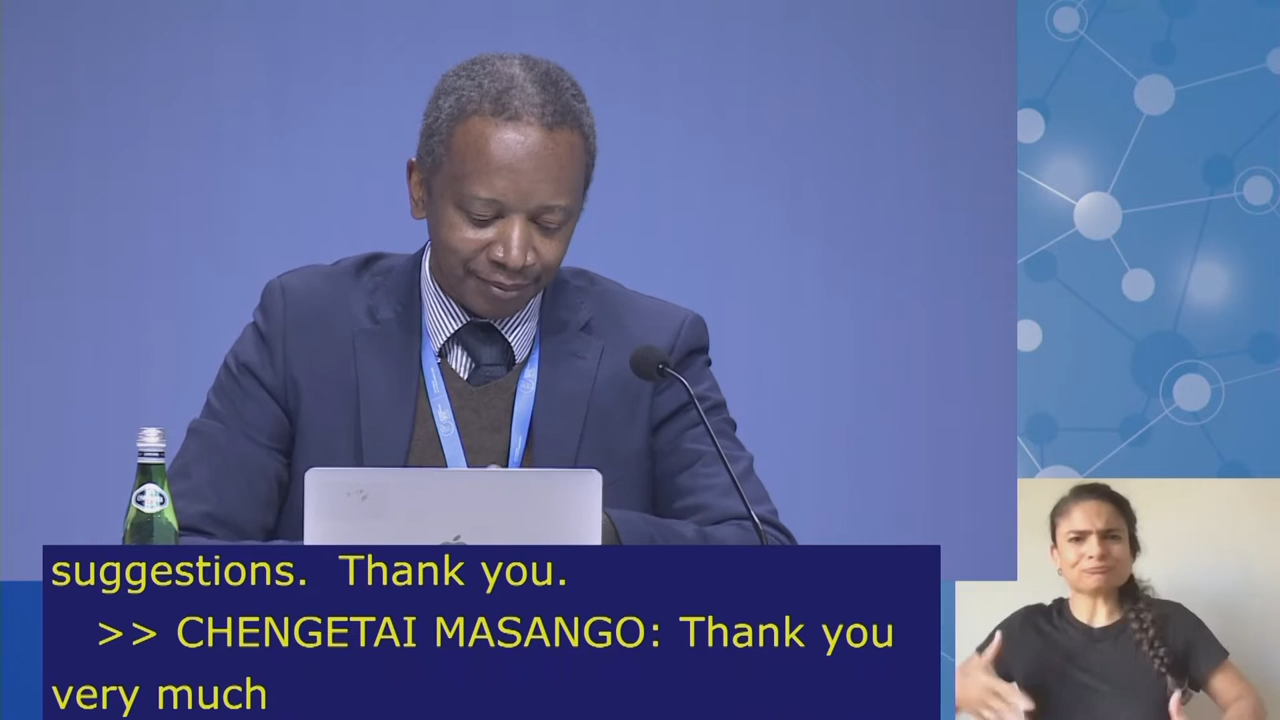 suggestions.  Thank you.
>> CHENGETAI MASANGO: Thank you
very much